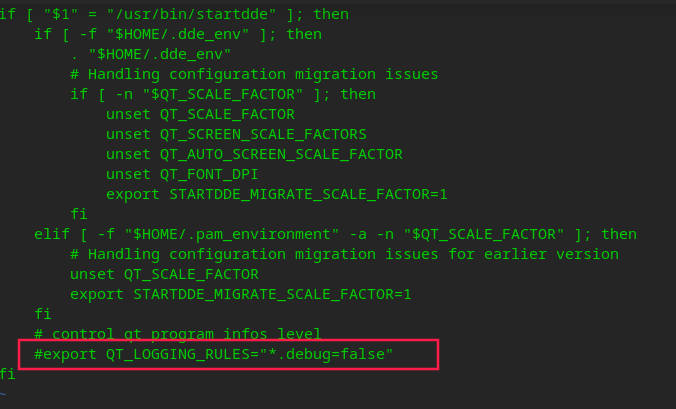 if [ "$1" = "/usr/bin/startdde" ]; then
    if [ -f "$HOME/.dde_env" ]; then
        . "$HOME/.dde_env"
        # Handling configuration migration issues
        if [ -n "$QT_SCALE_FACTOR" ]; then
            unset QT_SCALE_FACTOR
            unset QT_SCREEN_SCALE_FACTORS
            unset QT_AUTO_SCREEN_SCALE_FACTOR
            unset QT_FONT_DPI
            export STARTDDE_MIGRATE_SCALE_FACTOR=1
        fi
    elif [ -f "$HOME/.pam_environment" -a -n "$QT_SCALE_FACTOR" ]; then
        # Handling configuration migration issues for earlier version
        unset QT_SCALE_FACTOR
        export STARTDDE_MIGRATE_SCALE_FACTOR=1
    fi
    # control qt program infos level
    #export QT_LOGGING_RULES="*.debug=false"
fi
~